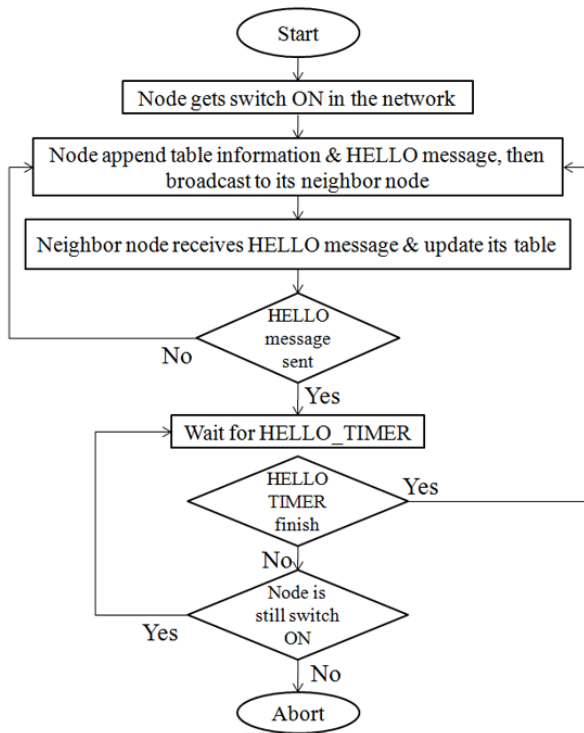 Start
Node gets switch ON in the network
Node append table information & HELLO message, then
broadcast to its neighbor node
Neighbor node receives HELLO message & update its table
HELLO
message
sent
No
Yes
Wait for HELLO_TIMER
HELLO
TIMER
finish
Yes
No
Node is
still switch
ON
Yes
No
Abort